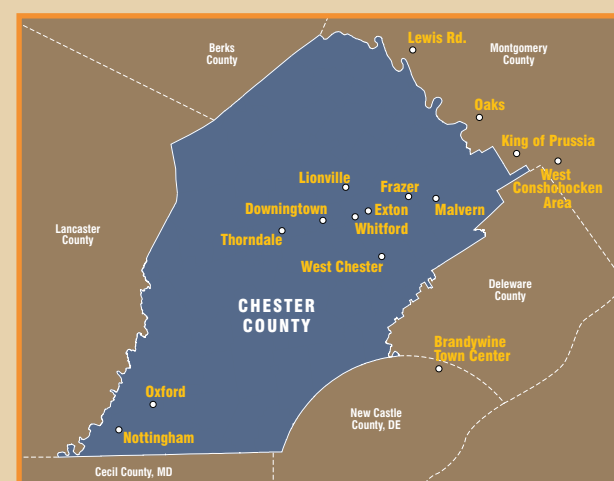 Lewis Rd.
Berks
County
Montgomery
County
Oaks
King of Prussia
West
Conshohocken
Area
Lionville
Frazer
Downingtown
Exton
Malvern
Whitford
Thorndale
Lancaster
County
West Chester
Deleware
County
CHESTER
COUNTY
Brandywine
Town Center
Oxford
New Castle
County, DE
Nottingham
Cecil County, MD